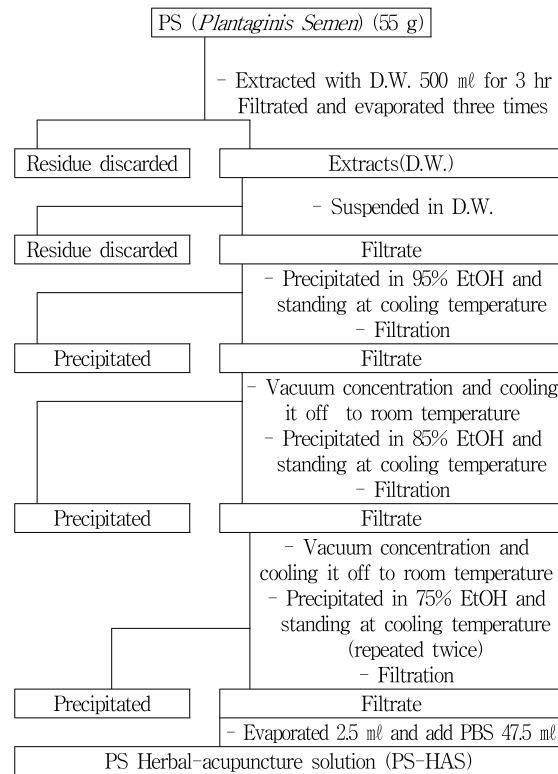 PS (Plantaginis Semen) (55 g)
- Extracted with D.W. 500 ㎖ for 3 hr
Filtrated and evaporated three times
Residue discarded
Extracts(D.W.)
- Suspended in D.W.
Residue discarded
Filtrate
- Precipitated in 95% EtOH and
standing at cooling temperature
- Filtration
Precipitated
Filtrate
- Vacuum concentration and cooling
it off to room temperature
- Precipitated in 85% EtOH and
standing at cooling temperature
- Filtration
Precipitated
Filtrate
- Vacuum concentration and
cooling it off to room temperature
- Precipitated in 75% EtOH and
standing at cooling temperature
(repeated twice)
- Filtration
Precipitated
Filtrate
- Evaporated 2.5 ㎖ and add PBS 47.5 ㎖
PS Herbal-acupuncture solution (PS-HAS)